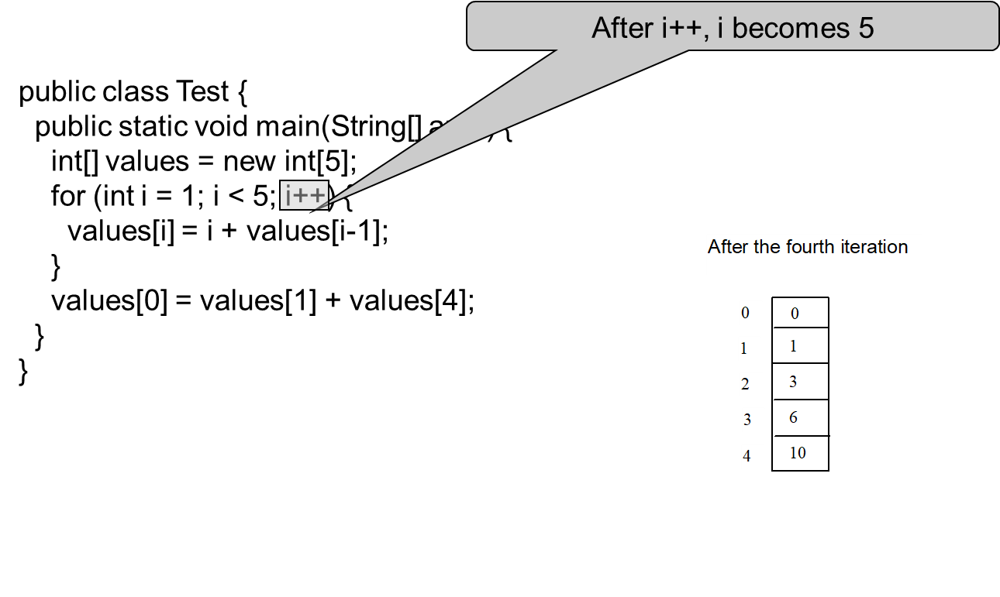 After i++, i becomes 5
public class Test {
public static void main(String[] {
int[] values = new int[5];
for (int i = 1; i < 5; i++) {
values[i] = i + values[i-1];
}
values[0] = values[1] + values[4];
}
}
After the fourth iteration
0 0
1 1
2 3
3 6
4 10